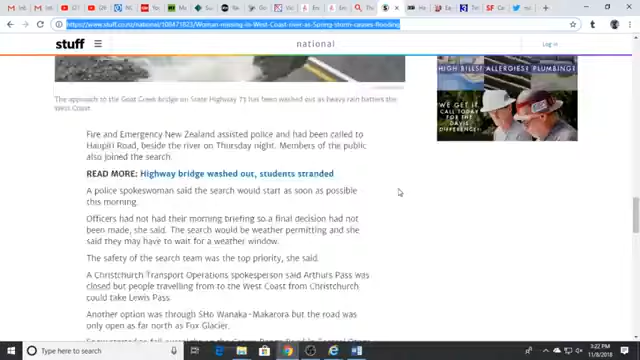 https://www.stuff.co.nz/national/108471823/Woman-missing-in-West-Coast-river-as-Spring-storm-causes-flooding
stuff
national
Log in
HIGH BILLS! ALLERGIES! PLUMBING!
WE GET IT.
CALL TODAY
FOR THE
DAVIS
DIFFERENCE!
The approach to the Goat Creek bridge on State Highway 73 has been washed out as heavy rain batters the
West Coast
Fire and Emergency New Zealand assisted police and had been called to
Haupiri Road, beside the river on Thursday night. Members of the public
also joined the search.
READ MORE: Highway bridge washed out, students stranded
A police spokeswoman said the search would start as soon as possible
this morning.
Officers had not had their morning briefing so a final decision had not
been made, she said. The search would be weather permitting and she
said they may have to wait for a weather window.
The safety of the search team was the top priority, she said.
A Christchurch Transport Operations spokesperson said Arthurs Pass was
closed but people travelling from to the West Coast from Christchurch
could take Lewis Pass.
Another option was through SH6 Wanaka-Makarora but the road was
only open as far north as Fox Glacier.
Type here to search
3:22 PM
11/8/2018